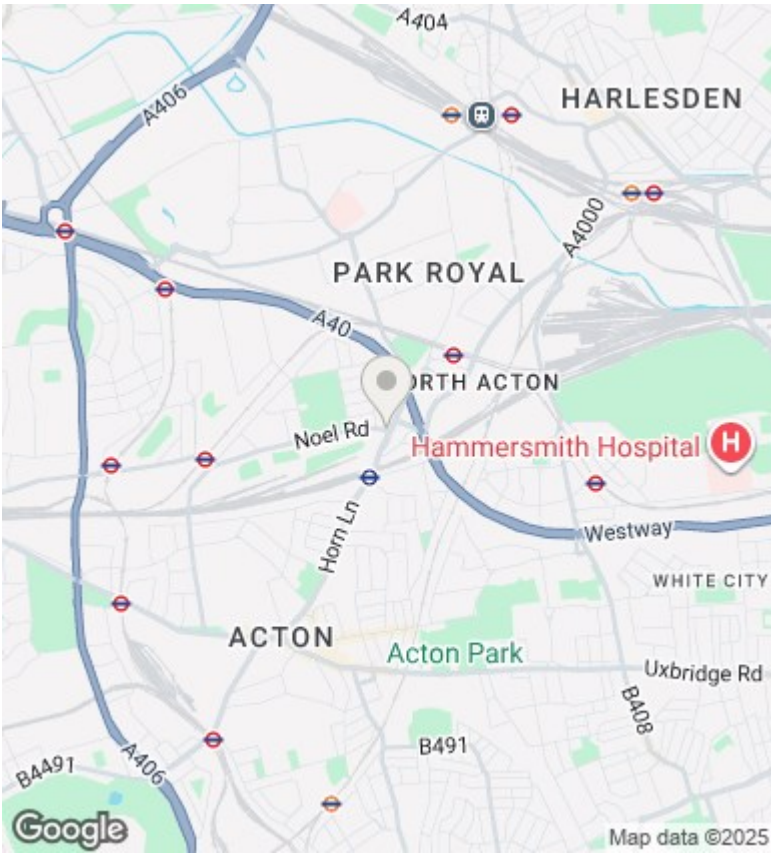 A404
HARLESDEN
A406
A4000
PARK ROYAL
A40
ORTH ACTON
Noel Rd
Hammersmith Hospital
H
Horn Ln
Westway
WHITE CITY
ACTON
Acton Park
Uxbridge Rd
B408
B491
B4491
A406
Google
Map data ©2025